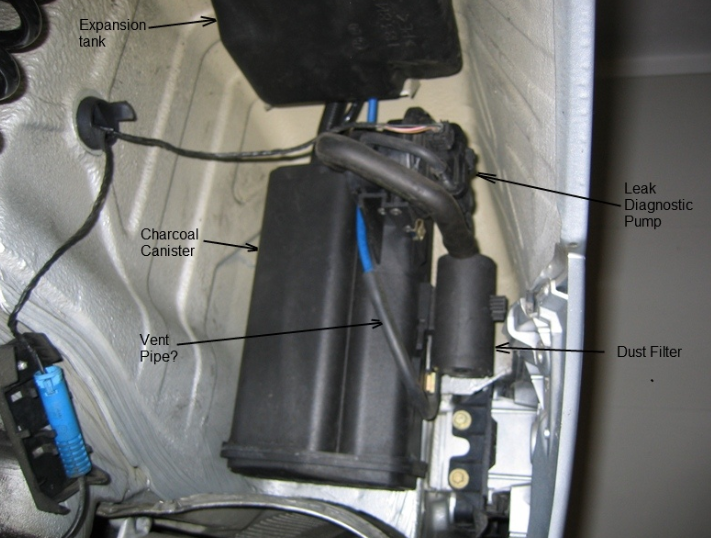 Expansion
tank
Leak
Diagnostic
Pump
Charcoal
Canister
Vent
Pipe?
Dust Filter